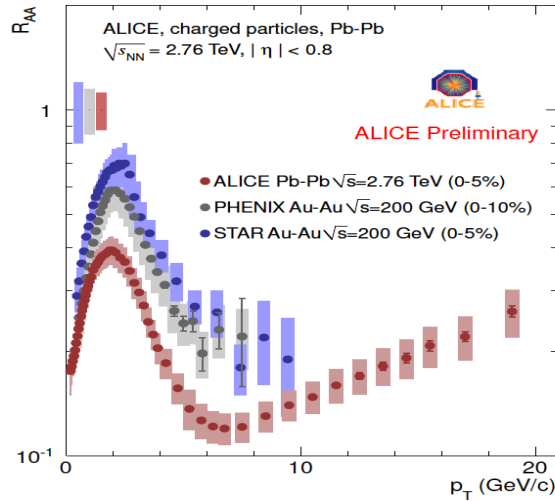 R_AA
ALICE, charged particles, Pb-Pb
√s_NN = 2.76 TeV, | η | < 0.8
1
ALICE
ALICE Preliminary
ALICE Pb-Pb √s=2.76 TeV (0-5%)
PHENIX Au-Au √s=200 GeV (0-10%)
STAR Au-Au √s=200 GeV (0-5%)
10⁻¹
0 10 20
p_T (GeV/c)